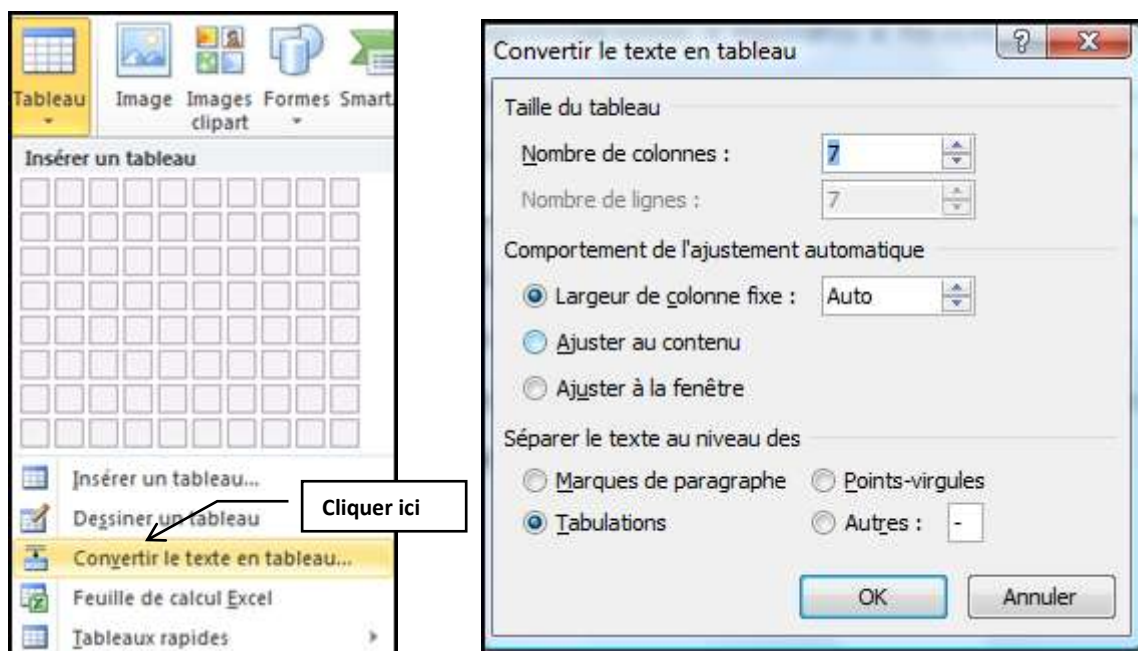 Tableau Image Images Formes Smart
clipart
Insérer un tableau
Insérer un tableau...
Dessiner un tableau
Cliquer ici
Convertir le texte en tableau...
Feuille de calcul Excel
Tableaux rapides
Convertir le texte en tableau
Taille du tableau
Nombre de colonnes : 7
Nombre de lignes : 7
Comportement de l'ajustement automatique
Largeur de colonne fixe : Auto
Ajuster au contenu
Ajuster à la fenêtre
Séparer le texte au niveau des
Marques de paragraphe Points-virgules
Tabulations Autres : -
OK Annuler